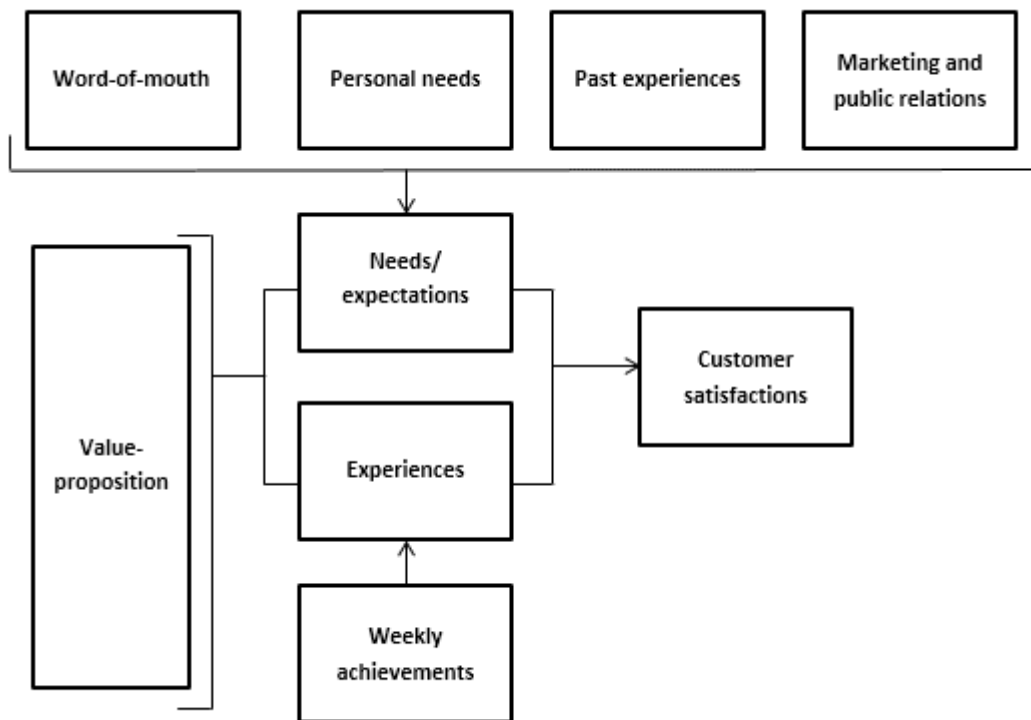 Word-of-mouth
Personal needs
Past experiences
Marketing and
public relations
Needs/
expectations
Customer
satisfactions
Value-
proposition
Experiences
Weekly
achievements